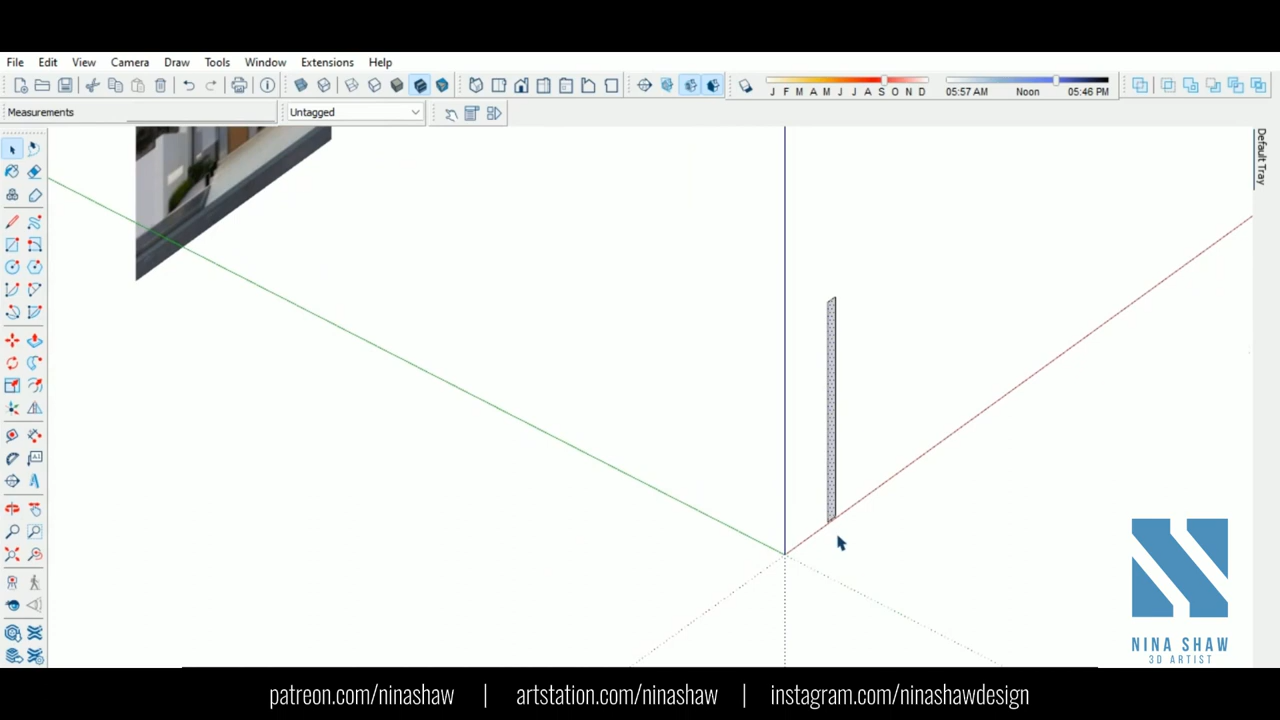 File Edit View Camera Draw Tools Window Extensions Help
J F M A M J J A S O N D 05:57 AM Noon 05:46 PM
Measurements Untagged
Default Tray
NINA SHAW
3D ARTIST
patreon.com/ninashaw | artstation.com/ninashaw | instagram.com/ninashawdesign